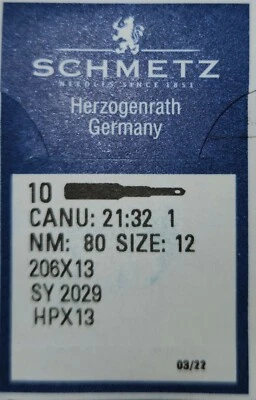 SCHMETZ
NEEDLES SINCE 1851
Herzogenrath
Germany
10
CANU: 21:32 1
NM: 80 SIZE: 12
206X13
SY 2029
HPX13
03/22